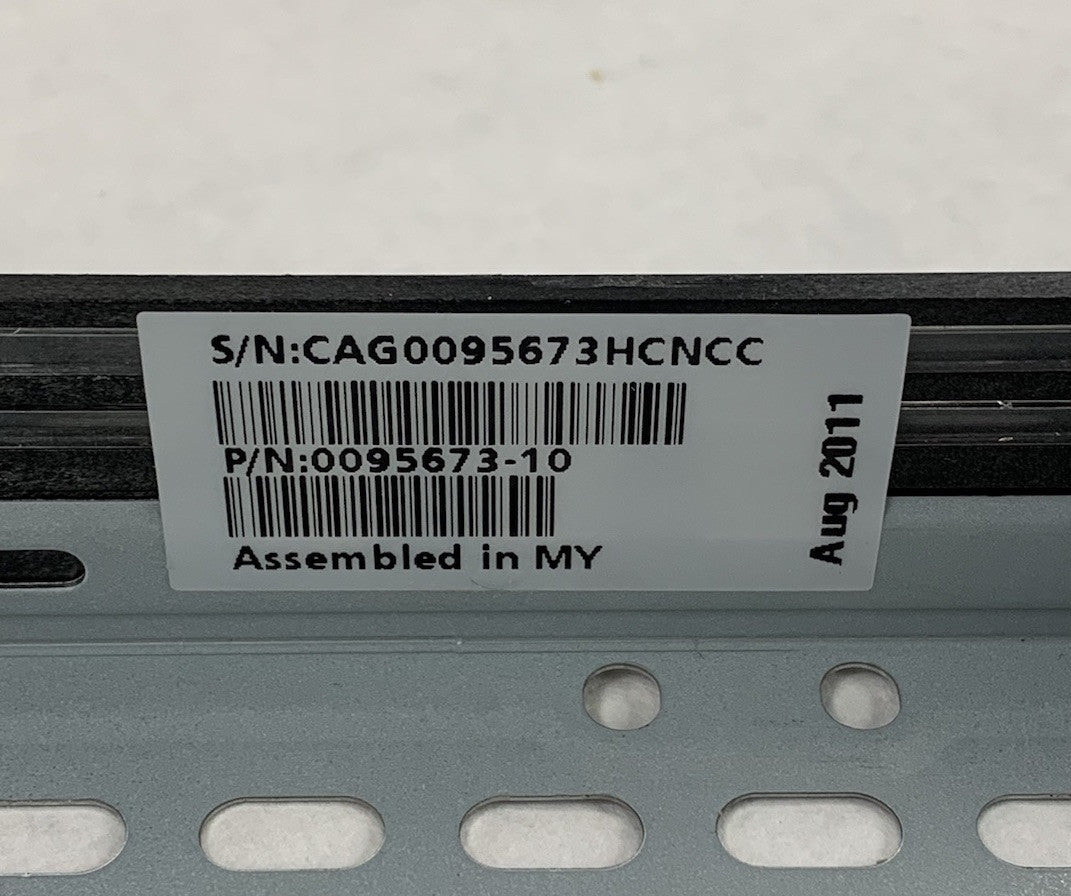 S/N:CAG0095673HCNCC
P/N:0095673-10
Assembled in MY
Aug 2011